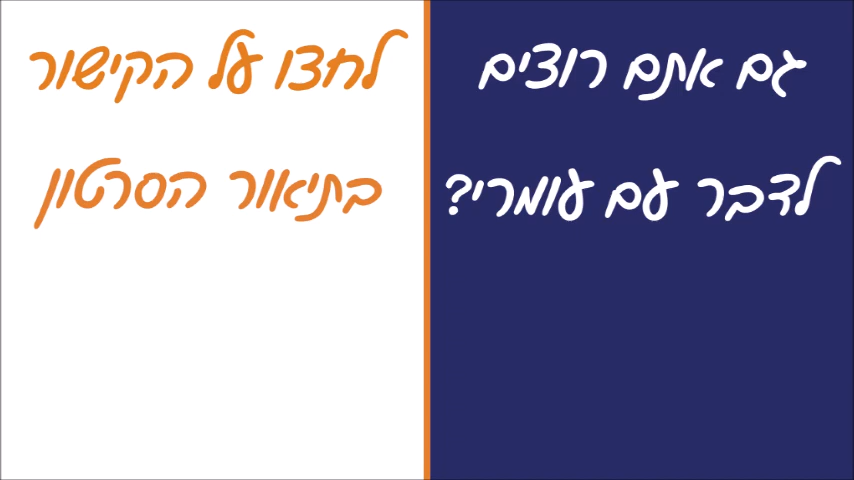 גם אתם רוצים
לדבר עם עומרי?
לחצו על הקישור
בתיאור הסרטון